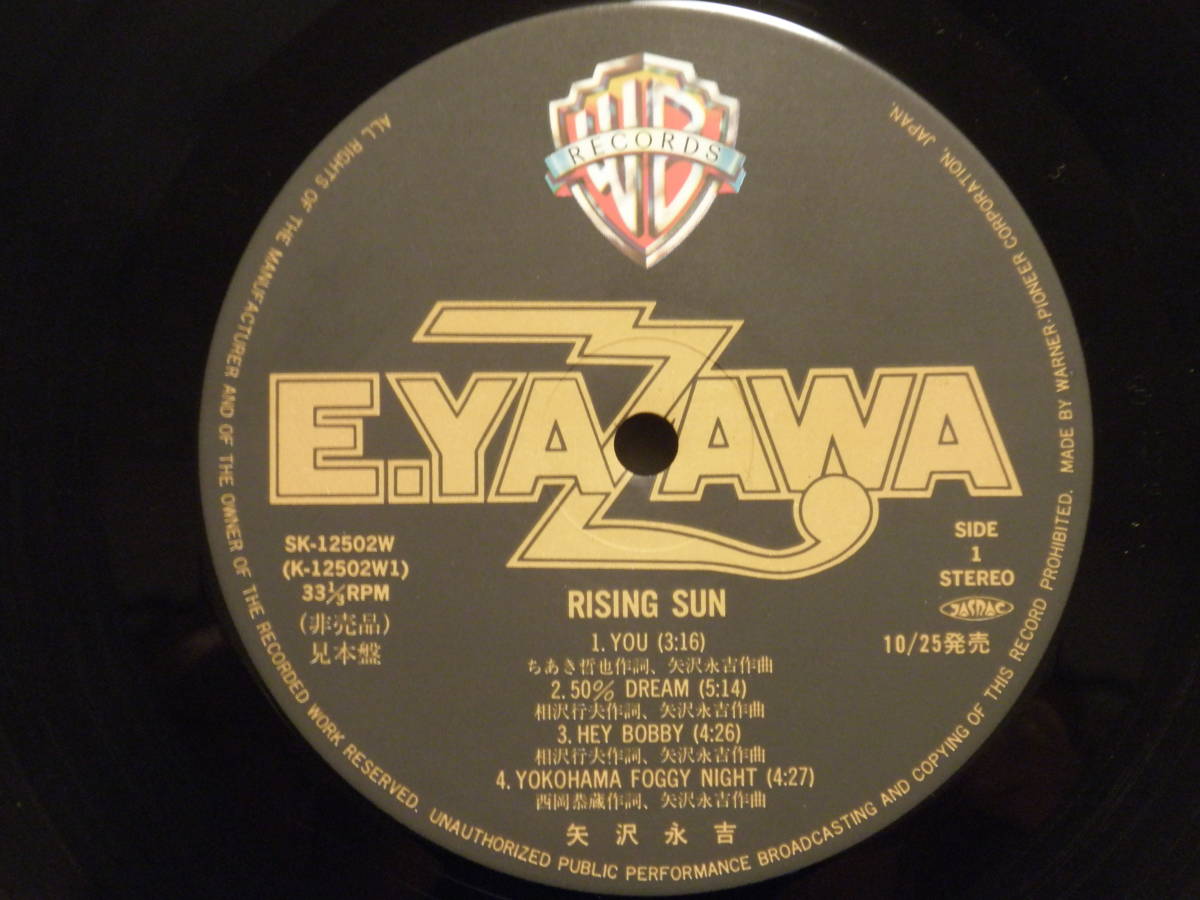 WB
RECORDS
E.YAZAWA
SK-12502W
(K-12502W1)
33⅓RPM
(非売品)
見本盤
SIDE
1
STEREO
JASRAC
10/25発売
RISING SUN
1. YOU (3:16)
ちあき哲也作詞、矢沢永吉作曲
2. 50% DREAM (5:14)
相沢行夫作詞、矢沢永吉作曲
3. HEY BOBBY (4:26)
相沢行夫作詞、矢沢永吉作曲
4. YOKOHAMA FOGGY NIGHT (4:27)
西岡恭蔵作詞、矢沢永吉作曲
矢沢永吉
ALL RIGHTS OF THE MANUFACTURER AND OF THE OWNER OF THE RECORDED WORK RESERVED. UNAUTHORIZED PUBLIC PERFORMANCE BROADCASTING AND COPYING OF THIS RECORD PROHIBITED. MADE BY WARNER-PIONEER CORPORATION, JAPAN.